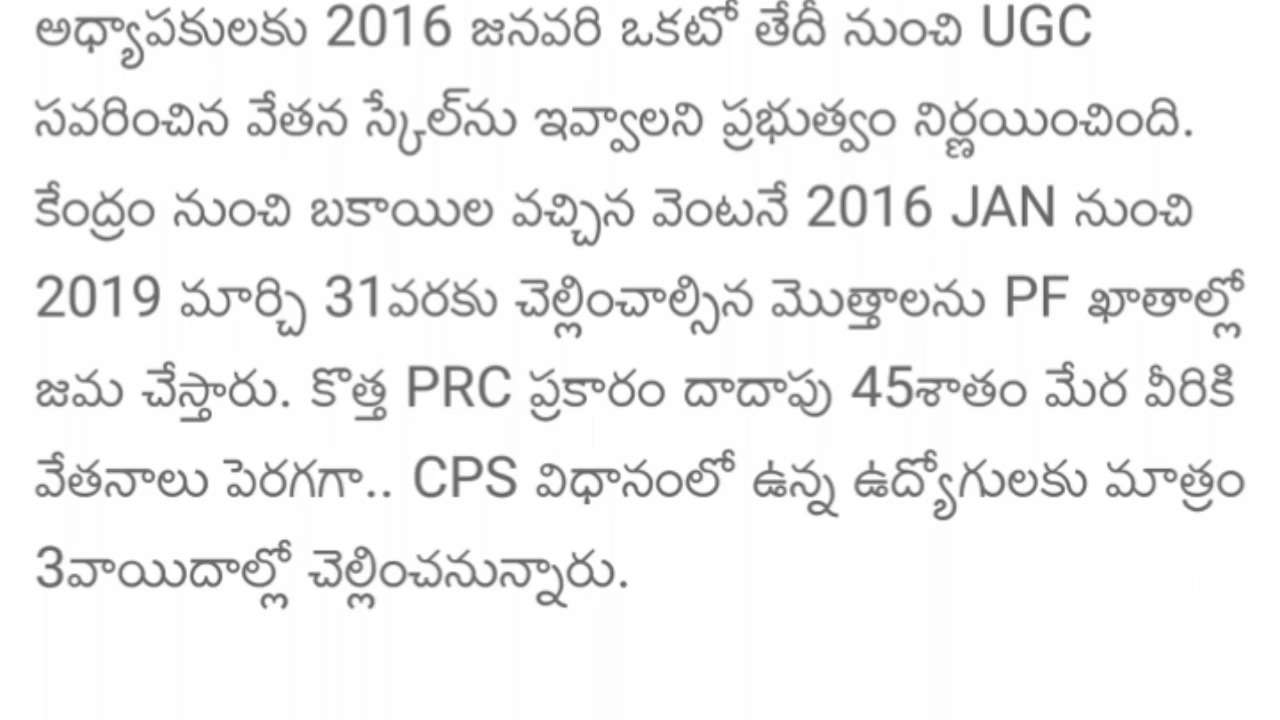 అధ్యాపకులకు 2016 జనవరి ఒకటో తేదీ నుంచి UGC
సవరించిన వేతన స్కేల్‌ను ఇవ్వాలని ప్రభుత్వం నిర్ణయించింది.
కేంద్రం నుంచి బకాయిల వచ్చిన వెంటనే 2016 JAN నుంచి
2019 మార్చి 31వరకు చెల్లించాల్సిన మొత్తాలను PF ఖాతాల్లో
జమ చేస్తారు. కొత్త PRC ప్రకారం దాదాపు 45శాతం మేర వీరికి
వేతనాలు పెరగగా.. CPS విధానంలో ఉన్న ఉద్యోగులకు మాత్రం
3వాయిదాల్లో చెల్లించనున్నారు.